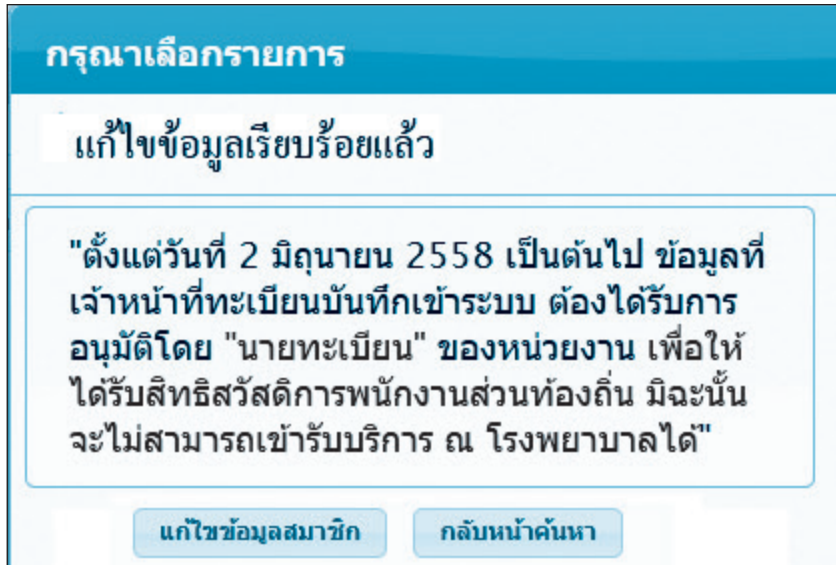 กรุณาเลือกรายการ
แก้ไขข้อมูลเรียบร้อยแล้ว
"ตั้งแต่วันที่ 2 มิถุนายน 2558 เป็นต้นไป ข้อมูลที่
เจ้าหน้าที่ทะเบียนบันทึกเข้าระบบ ต้องได้รับการ
อนุมัติโดย "นายทะเบียน" ของหน่วยงาน เพื่อให้
ได้รับสิทธิสวัสดิการพนักงานส่วนท้องถิ่น มิฉะนั้น
จะไม่สามารถเข้ารับบริการ ณ โรงพยาบาลได้"
แก้ไขข้อมูลสมาชิก กลับหน้าค้นหา